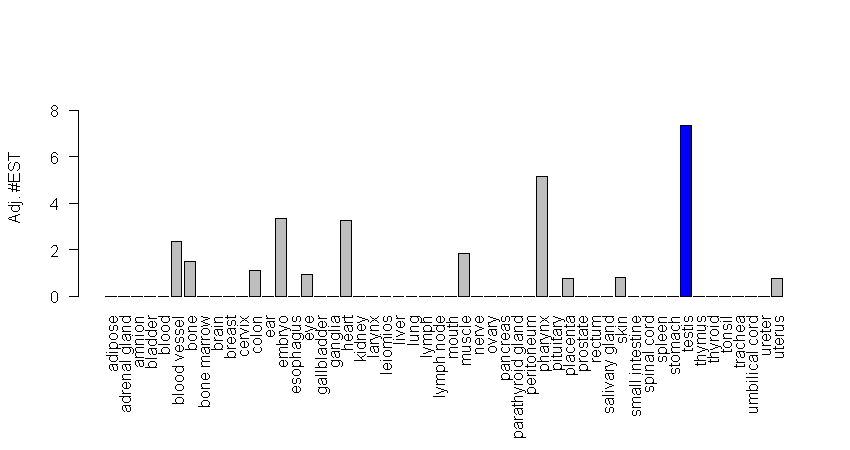 8
6
4
2
0
Adj. #EST
adipose
adrenal gland
amnion
bladder
blood
blood vessel
bone
bone marrow
brain
breast
cervix
colon
ear
embryo
esophagus
eye
gallbladder
ganglia
heart
kidney
larynx
leiomios
liver
lung
lymph
lymph node
mouth
muscle
nerve
ovary
pancreas
parathyroid gland
peritoneum
pharynx
pituitary
placenta
prostate
rectum
salivary gland
skin
small intestine
spinal cord
spleen
stomach
testis
thymus
thyroid
tonsil
trachea
umbilical cord
ureter
uterus